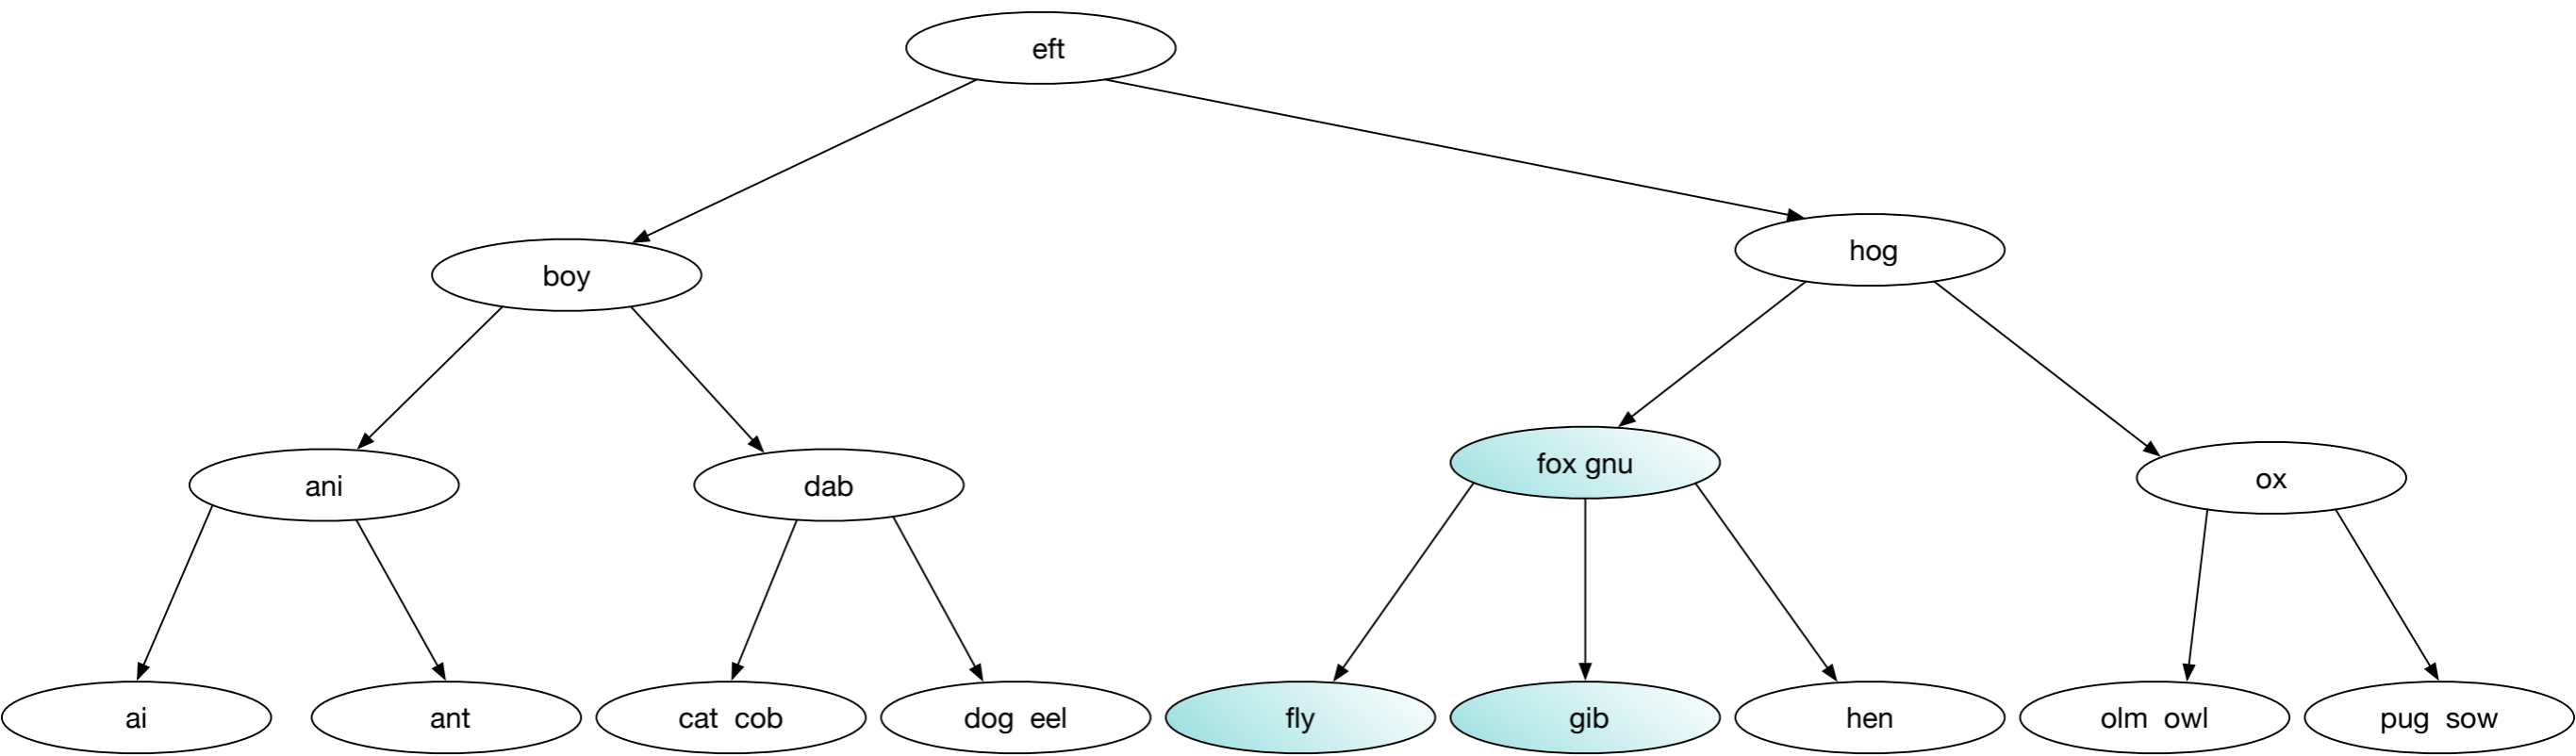 eft
boy
hog
ani
dab
fox gnu
ox
ai
ant
cat cob
dog eel
fly
gib
hen
olm owl
pug sow